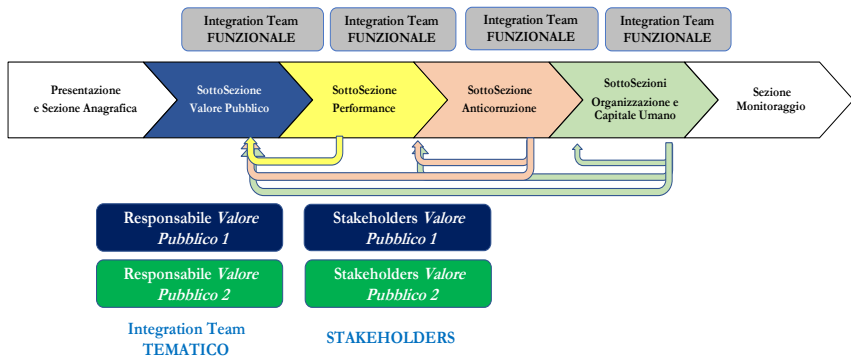 Integration Team
FUNZIONALE
Integration Team
FUNZIONALE
Integration Team
FUNZIONALE
Integration Team
FUNZIONALE
Presentazione
e Sezione Anagrafica
SottoSezione
Valore Pubblico
SottoSezione
Performance
SottoSezione
Anticorruzione
SottoSezioni
Organizzazione e
Capitale Umano
Sezione
Monitoraggio
Responsabile Valore
Pubblico 1
Stakeholders Valore
Pubblico 1
Responsabile Valore
Pubblico 2
Stakeholders Valore
Pubblico 2
Integration Team
TEMATICO
STAKEHOLDERS